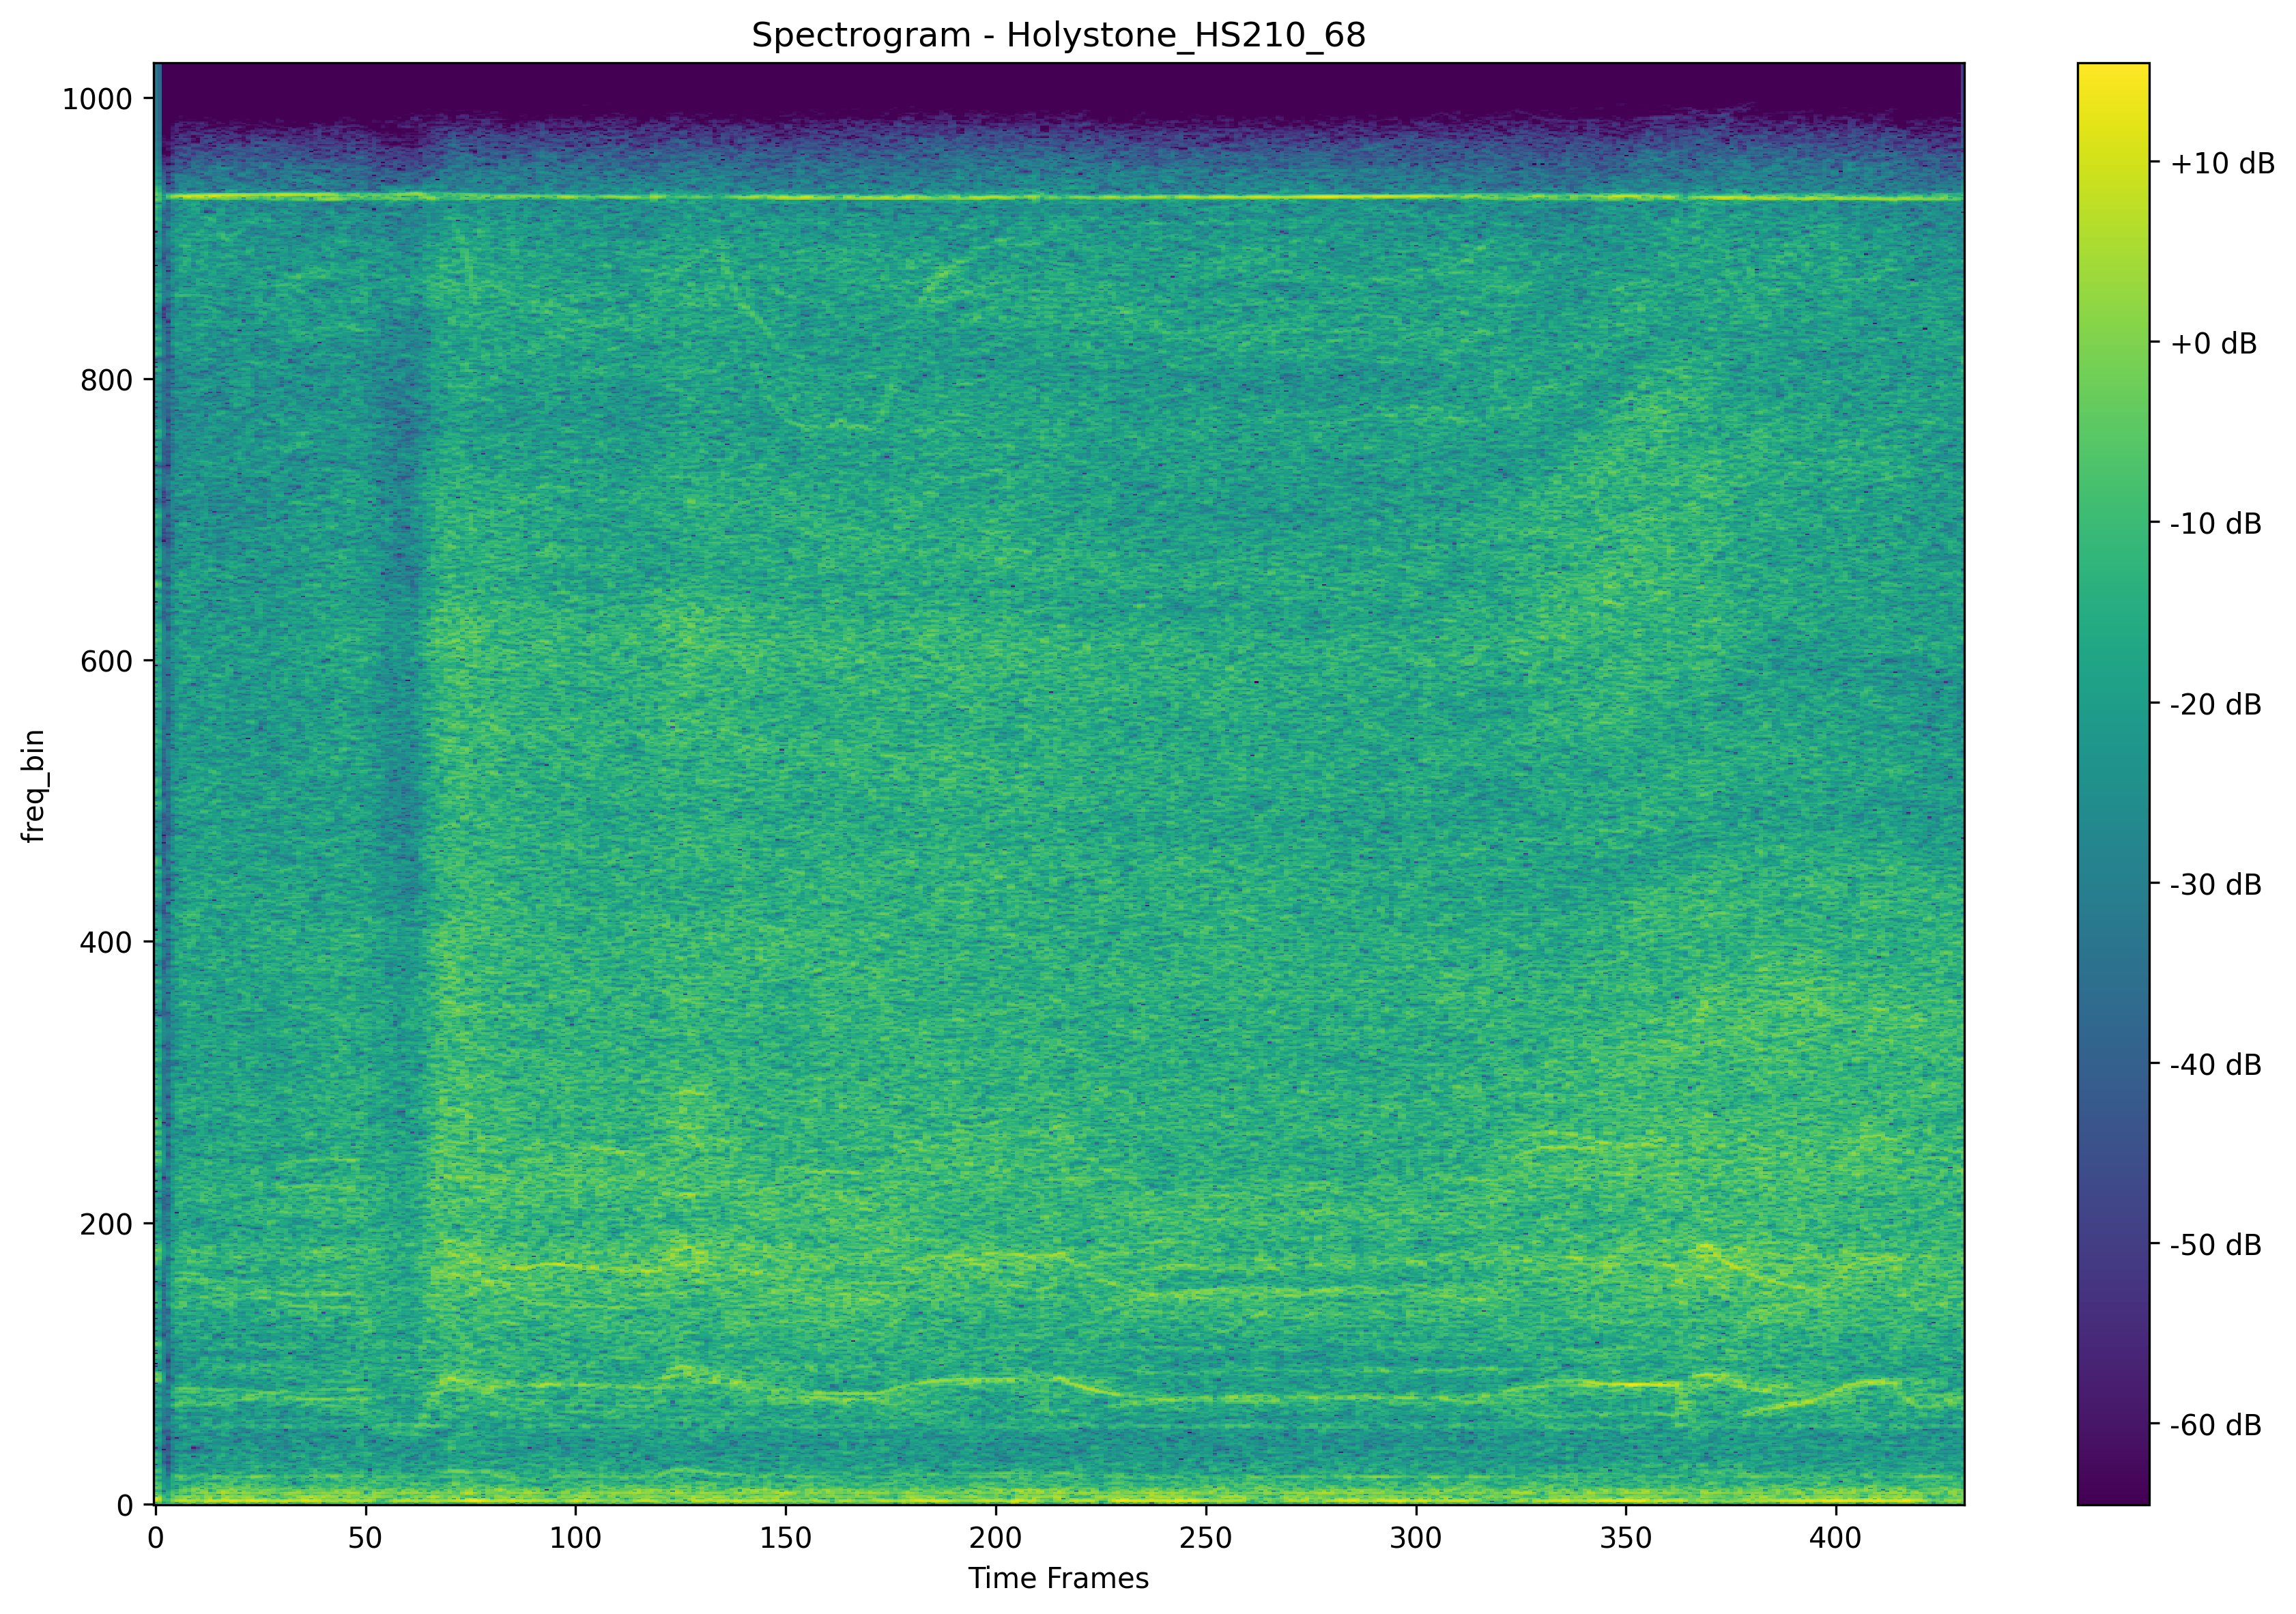 Spectrogram - Holystone_HS210_68
1000
800
600
400
200
0
freq_bin
0 50 100 150 200 250 300 350 400
Time Frames
+10 dB
+0 dB
-10 dB
-20 dB
-30 dB
-40 dB
-50 dB
-60 dB